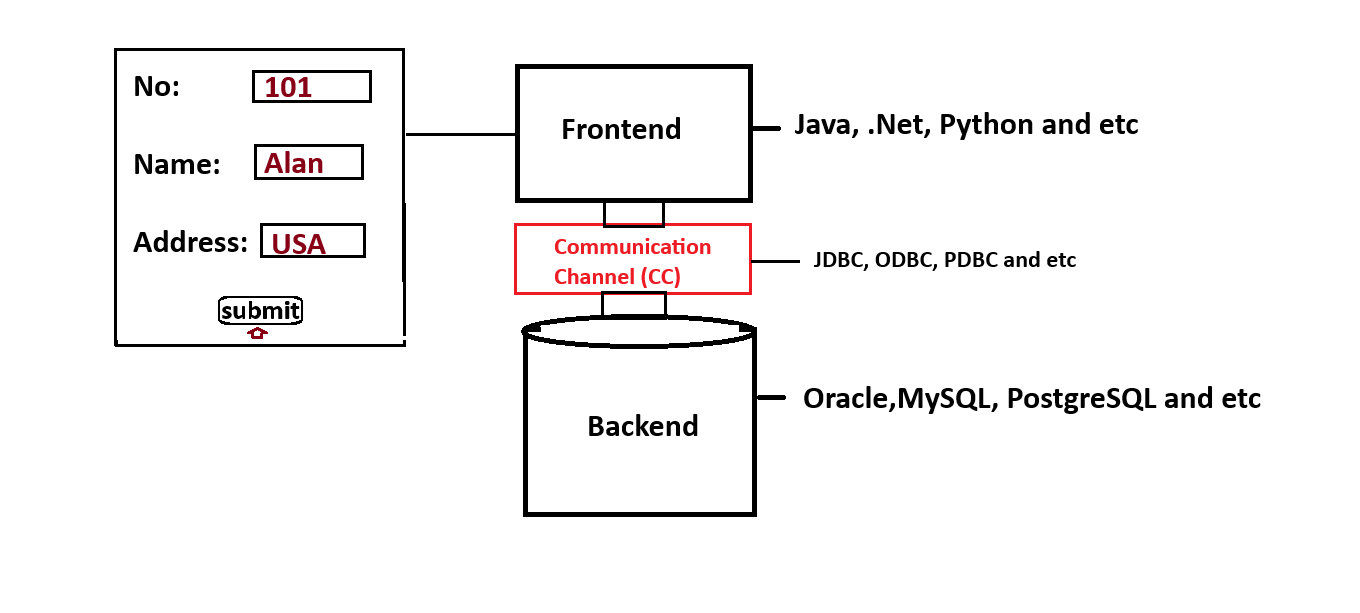 No: 101
Name: Alan
Address: USA
submit
Frontend
Java, .Net, Python and etc
Communication
Channel (CC)
JDBC, ODBC, PDBC and etc
Backend
Oracle,MySQL, PostgreSQL and etc